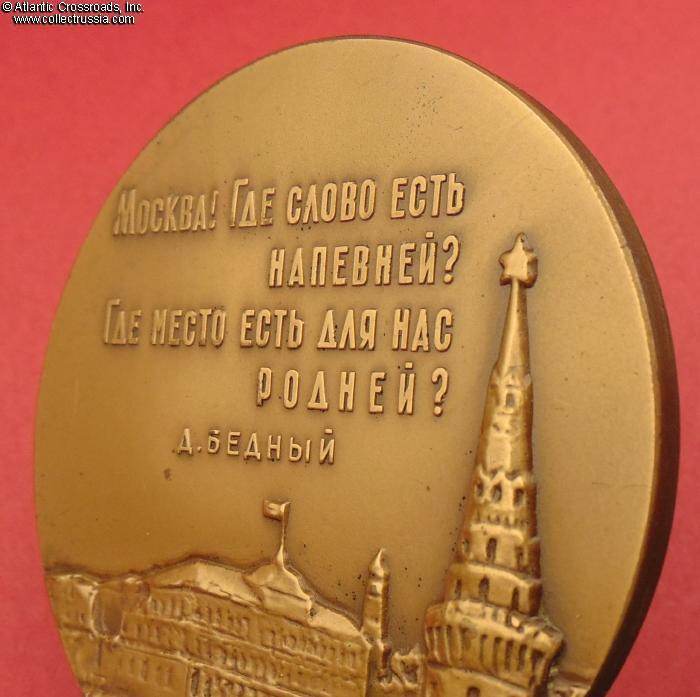 © Atlantic Crossroads, Inc.
www.collectrussia.com
Москва! Где слово есть
напевней?
Где место есть для нас
родней?
Д. Бедный